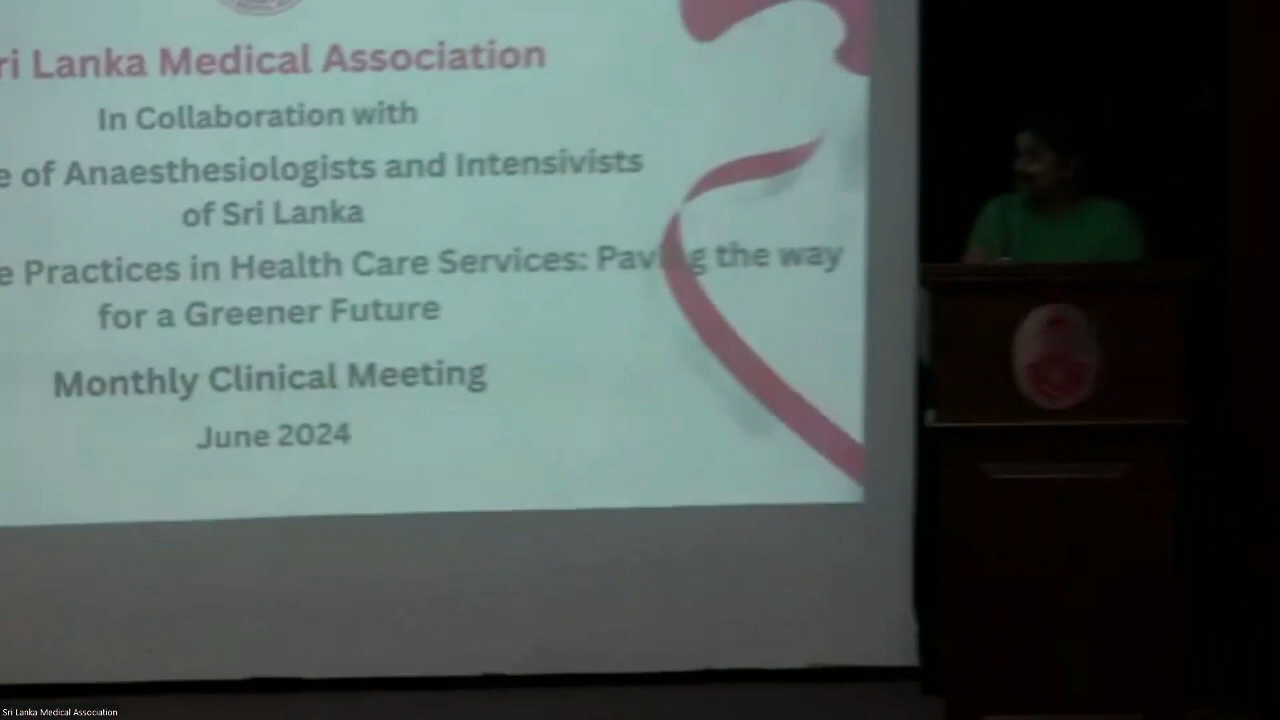 ri Lanka Medical Association
In Collaboration with
e of Anaesthesiologists and Intensivists
of Sri Lanka
e Practices in Health Care Services: Paving the way
for a Greener Future
Monthly Clinical Meeting
June 2024
Sri Lanka Medical Association